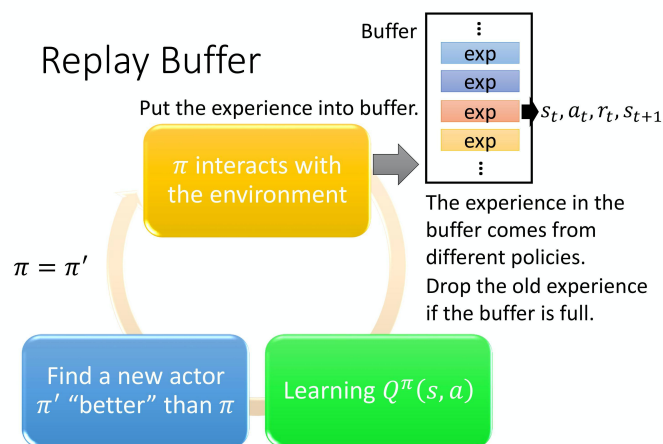 Replay Buffer
Buffer
⋮
exp
exp
exp
exp
⋮
Put the experience into buffer.
s_t, a_t, r_t, s_{t+1}
π interacts with
the environment
The experience in the
buffer comes from
different policies.
Drop the old experience
if the buffer is full.
π = π′
Find a new actor
π′ “better” than π
Learning Q^π(s, a)